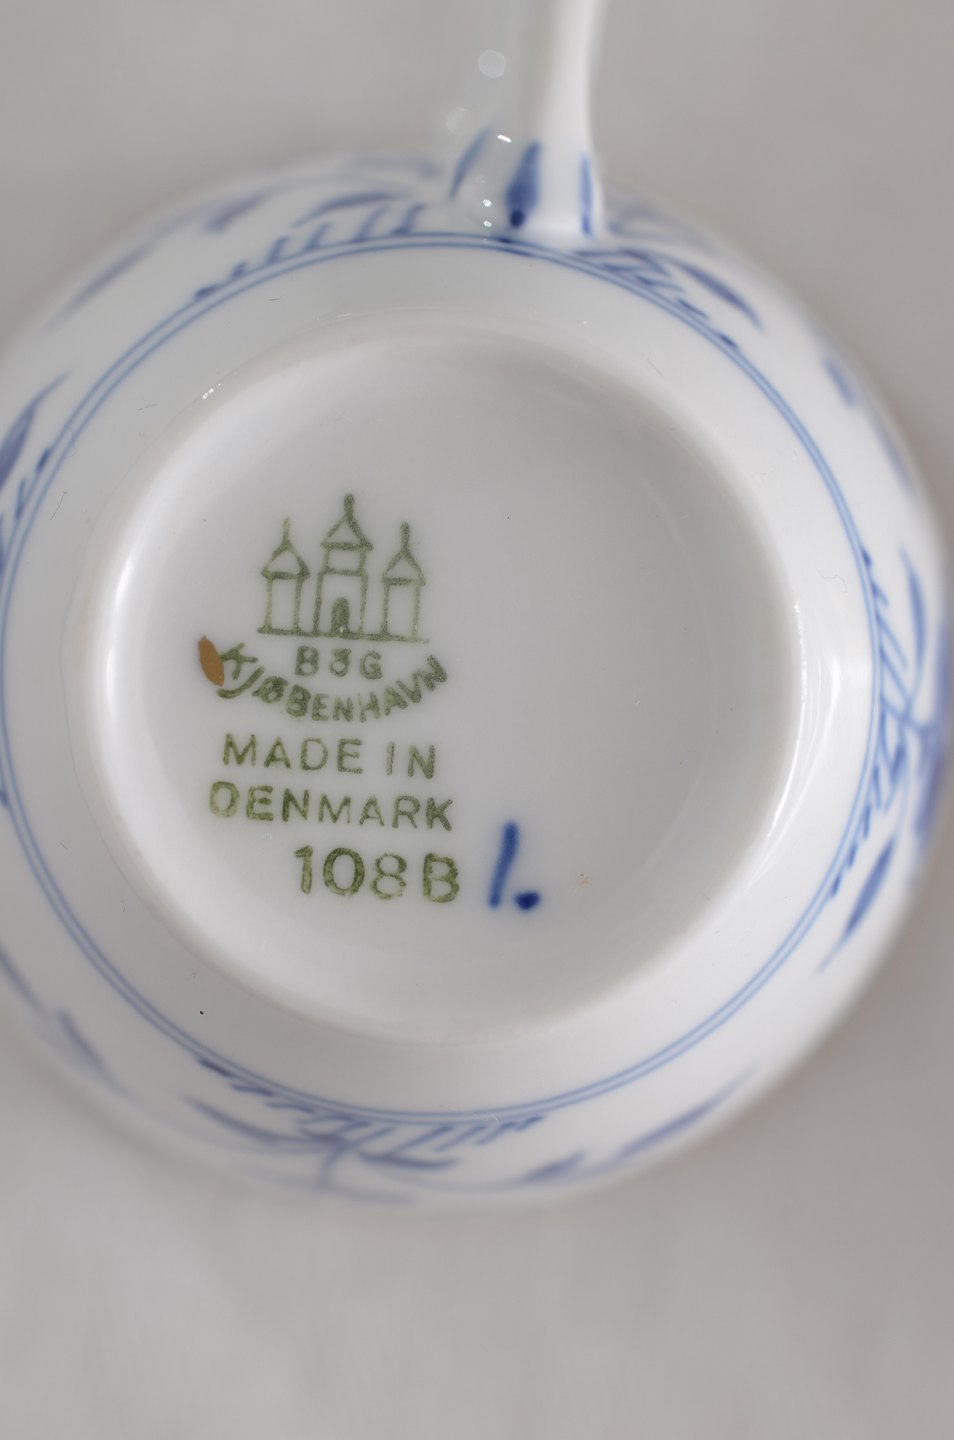 B&G
KJØBENHAVN
MADE IN
DENMARK
108B